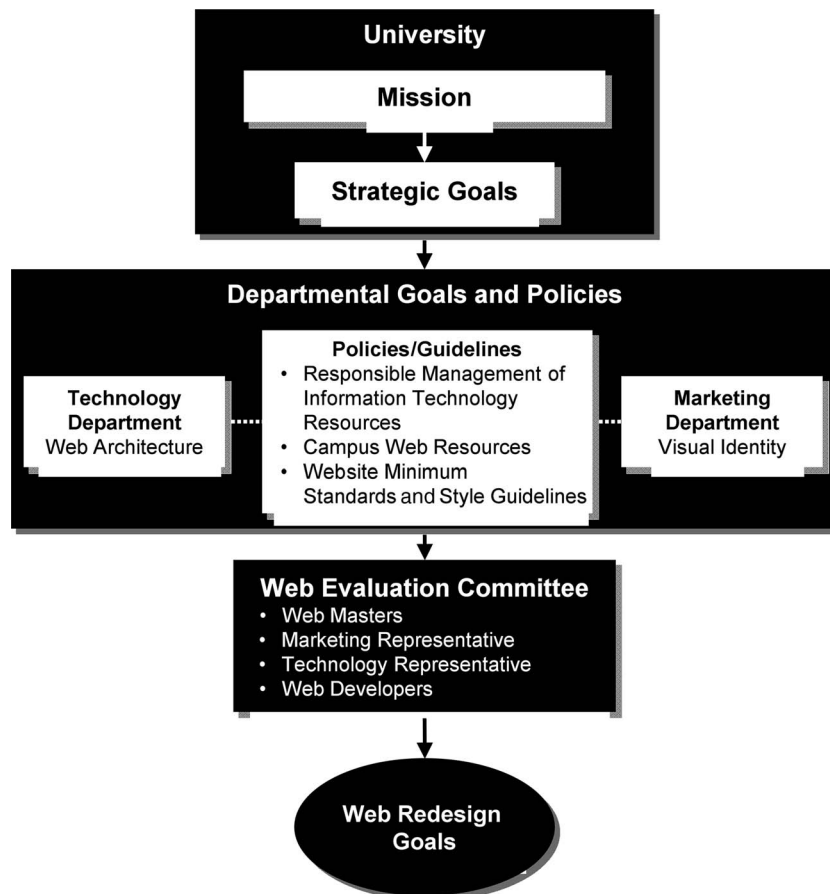 University
Mission
Strategic Goals
Departmental Goals and Policies
Technology
Department
Web Architecture
Policies/Guidelines
• Responsible Management of
Information Technology
Resources
• Campus Web Resources
• Website Minimum
Standards and Style Guidelines
Marketing
Department
Visual Identity
Web Evaluation Committee
• Web Masters
• Marketing Representative
• Technology Representative
• Web Developers
Web Redesign
Goals